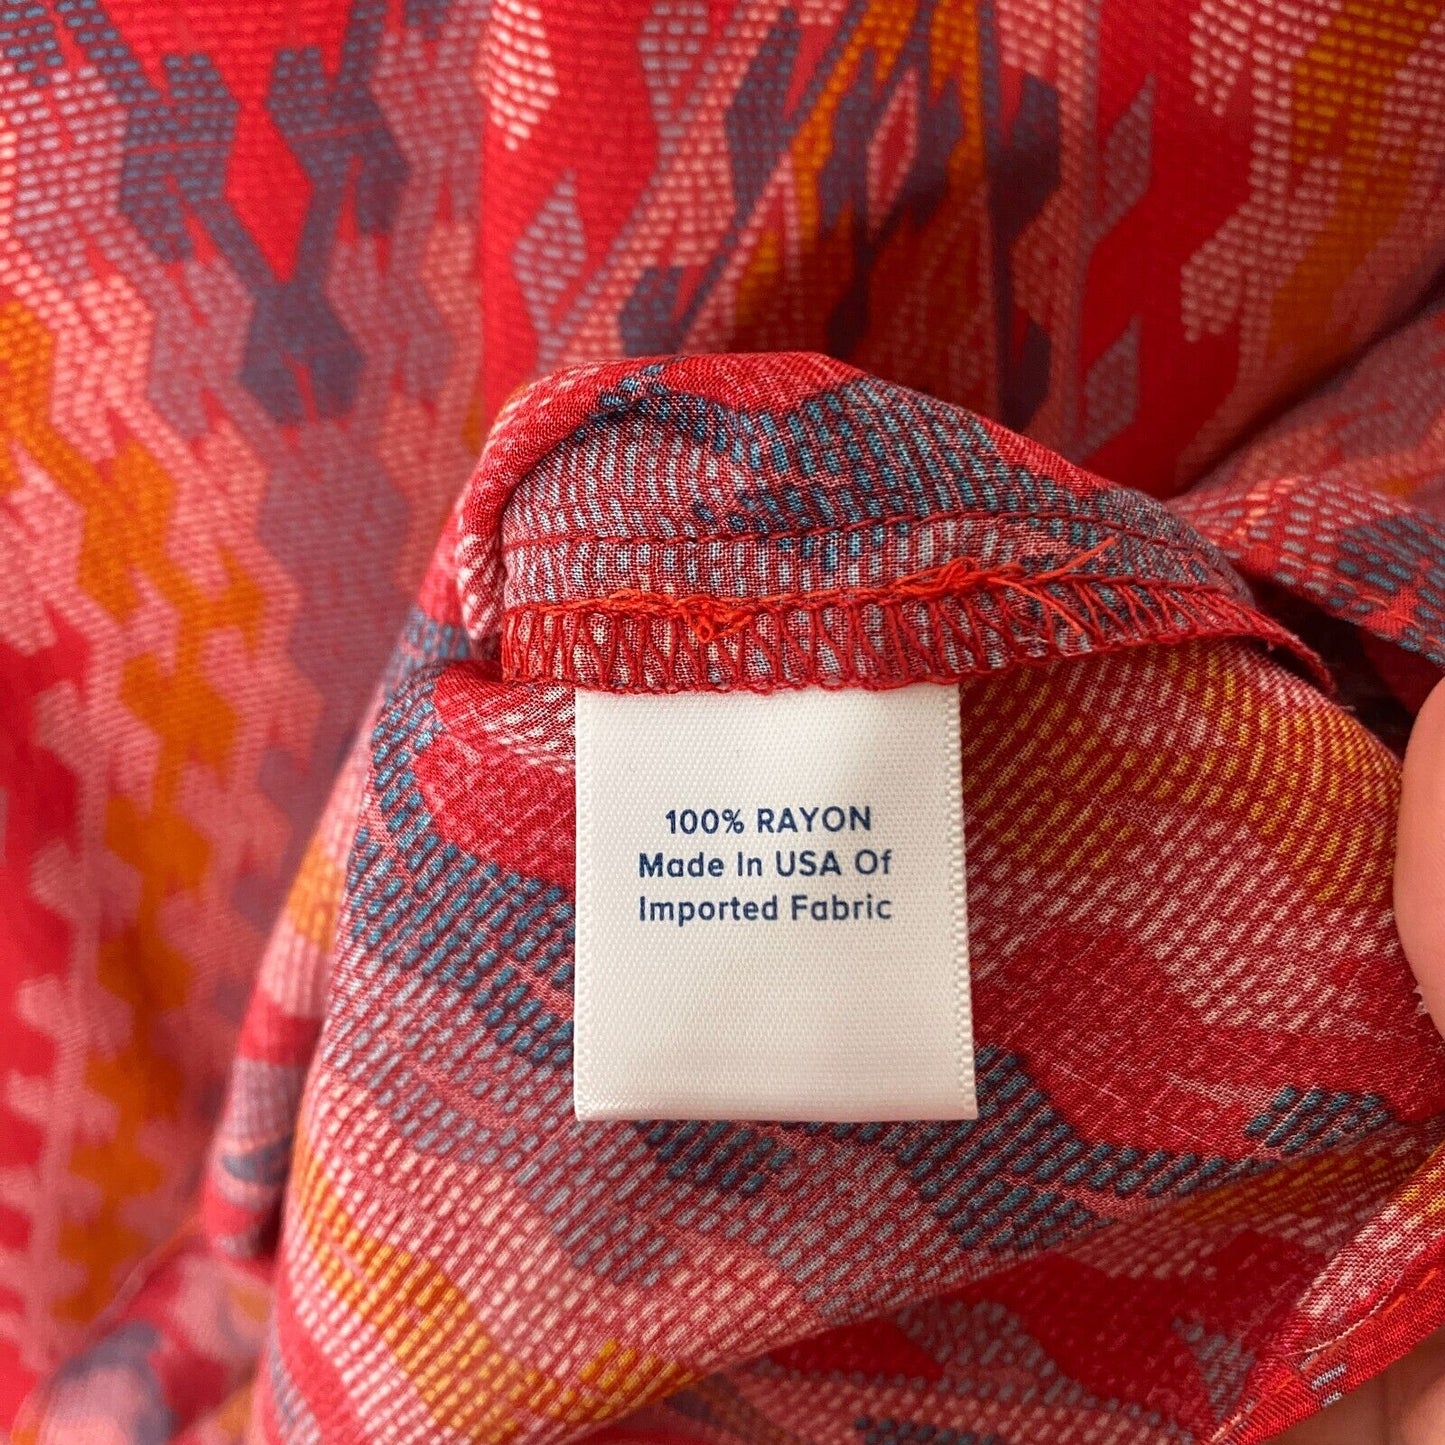 100% RAYON
Made In USA Of
Imported Fabric